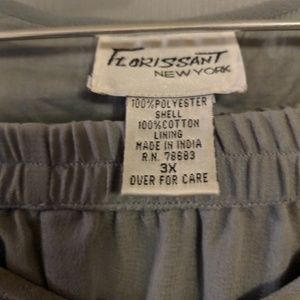 FLORISSANT
NEW YORK
100%POLYESTER
SHELL
100%COTTON
LINING
MADE IN INDIA
R.N. 78683
3X
OVER FOR CARE